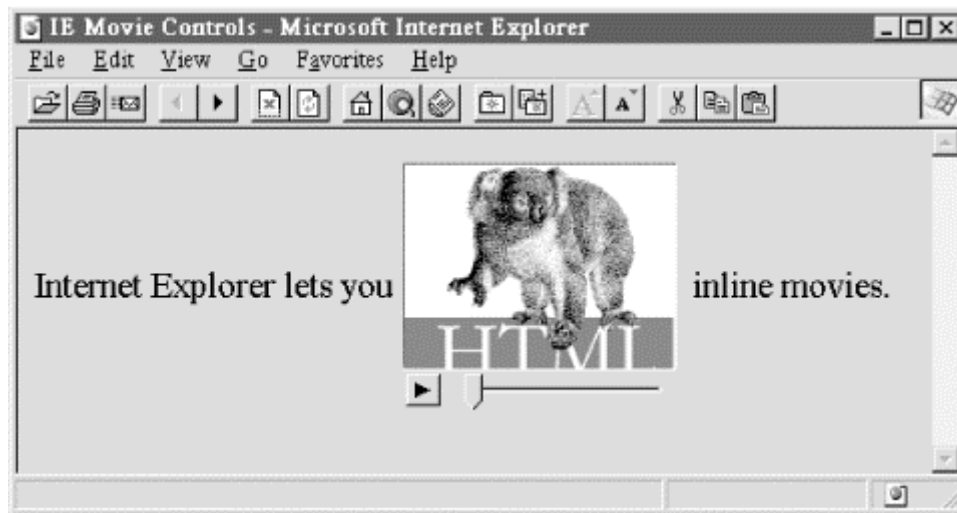 IE Movie Controls - Microsoft Internet Explorer
File Edit View Go Favorites Help
A A
Internet Explorer lets you inline movies.
HTML